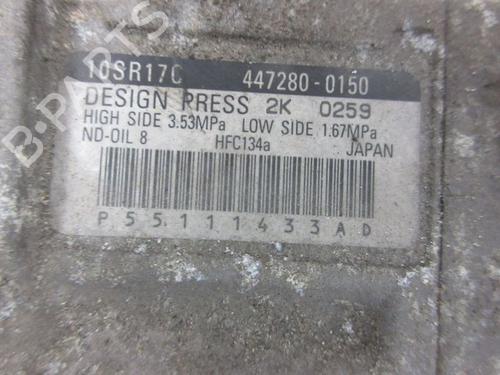 10SR17C 447280-0150
DESIGN PRESS 2K 0259
HIGH SIDE 3.53MPa LOW SIDE 1.67MPa
ND-OIL 8 HFC134a JAPAN
P55111433AD
B-PARTS